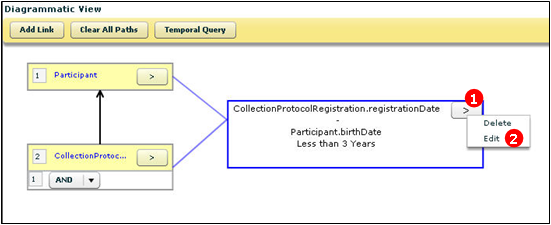 Diagrammatic View
Add Link Clear All Paths Temporal Query
1 Participant >
CollectionProtocolRegistration.registrationDate
-
Participant.birthDate
Less than 3 Years
> 1
Delete
Edit 2
2 CollectionProtoc... >
1 AND